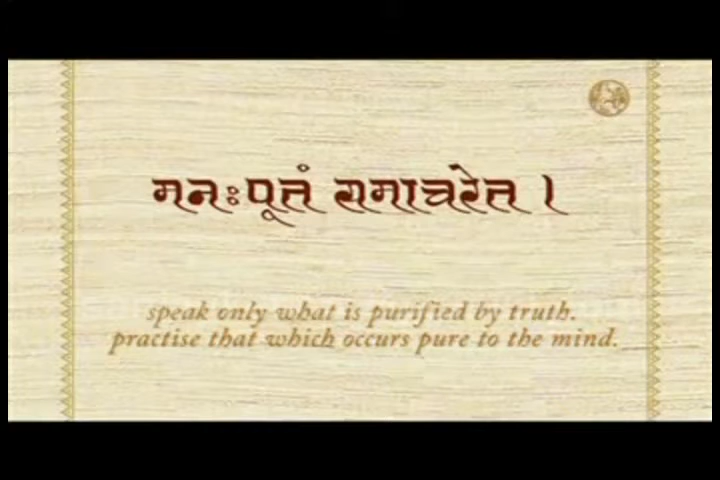 मनःपूतं समाचरेत ।
speak only what is purified by truth.
practise that which occurs pure to the mind.